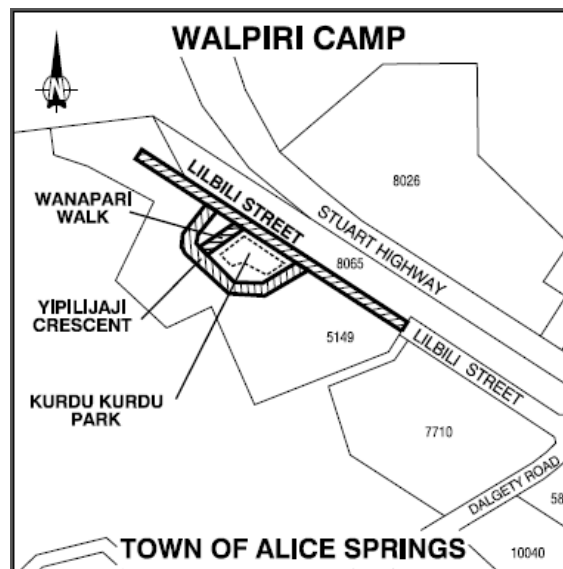 WALPIRI CAMP
N
LILBILI STREET
8026
WANAPARI
WALK
STUART HIGHWAY
8065
YIPILIJAJI
CRESCENT
5149
LILBILI STREET
KURDU KURDU
PARK
7710
DALGETY ROAD
58
TOWN OF ALICE SPRINGS
10040